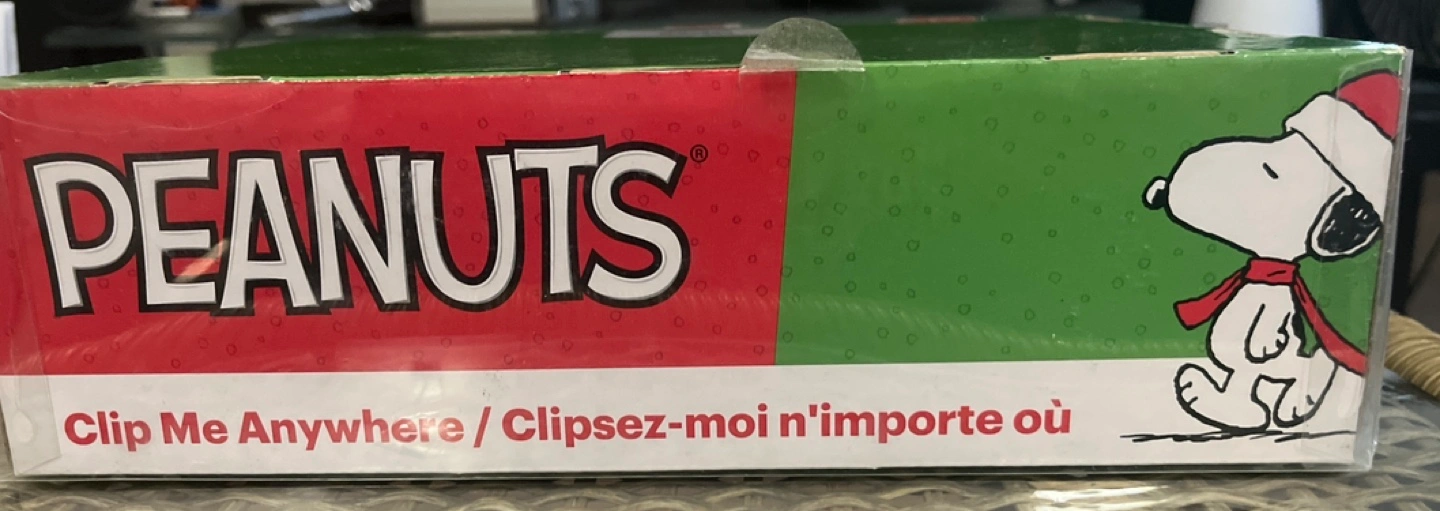 PEANUTS®
Clip Me Anywhere / Clipsez-moi n'importe où